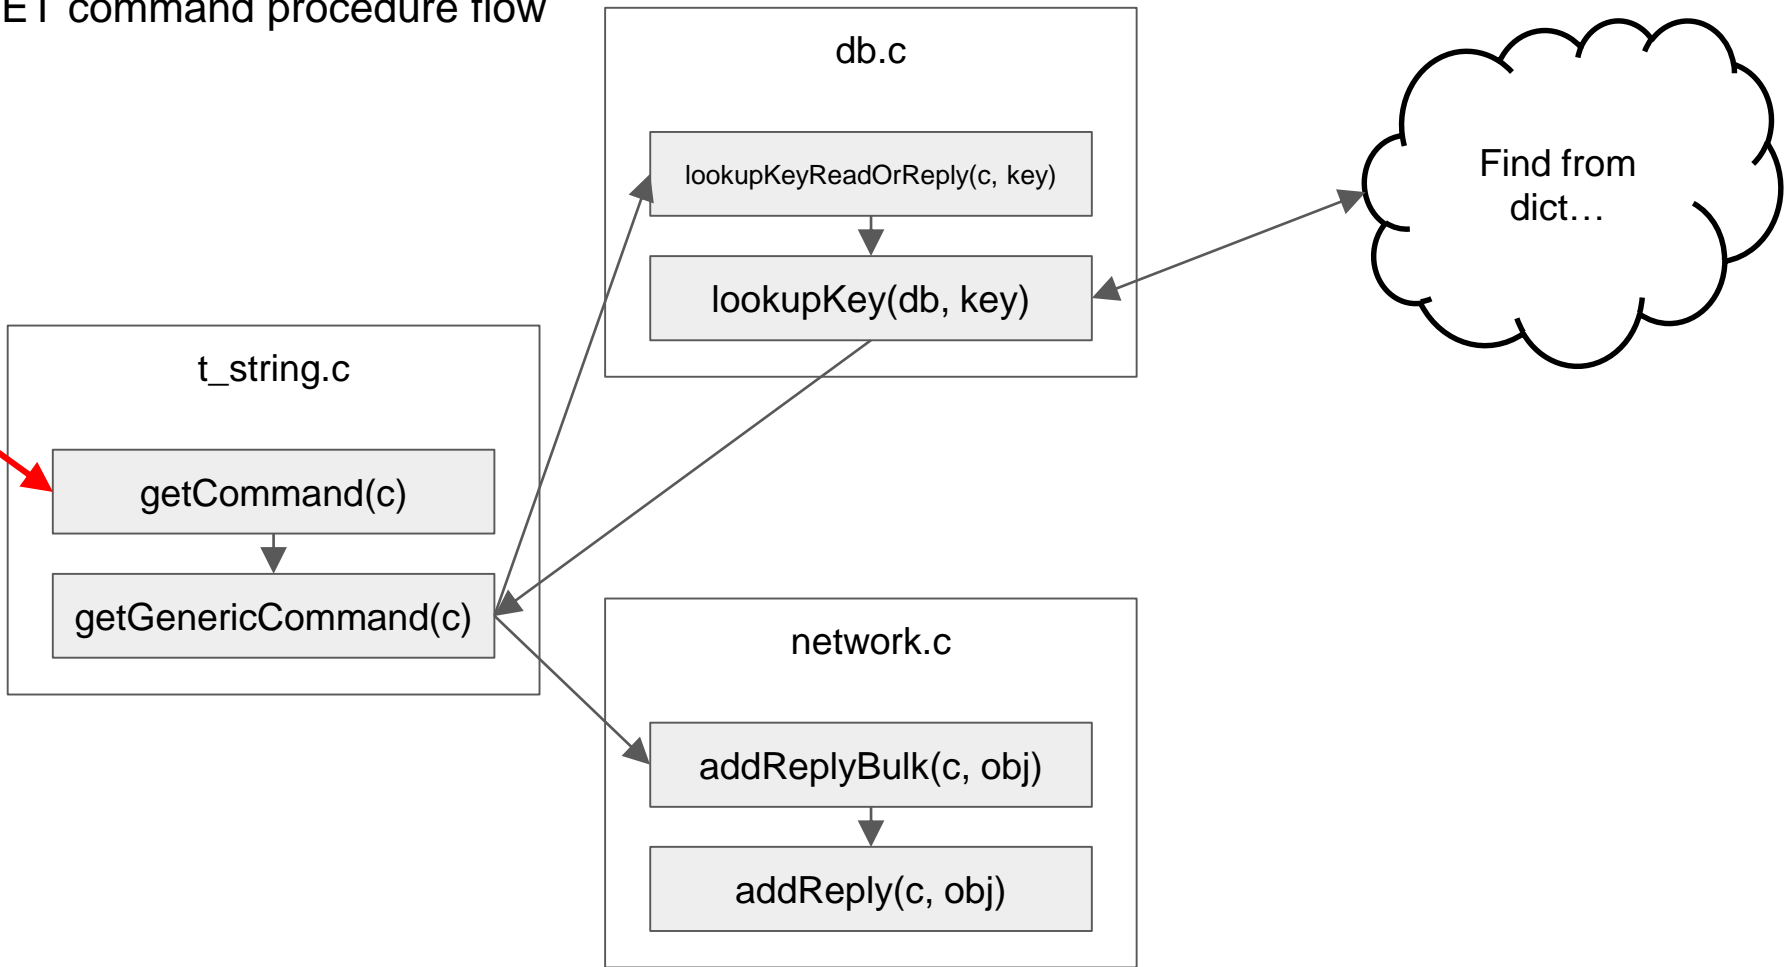 ET command procedure flow
db.c
lookupKeyReadOrReply(c, key)
lookupKey(db, key)
Find from
dict…
t_string.c
getCommand(c)
getGenericCommand(c)
network.c
addReplyBulk(c, obj)
addReply(c, obj)